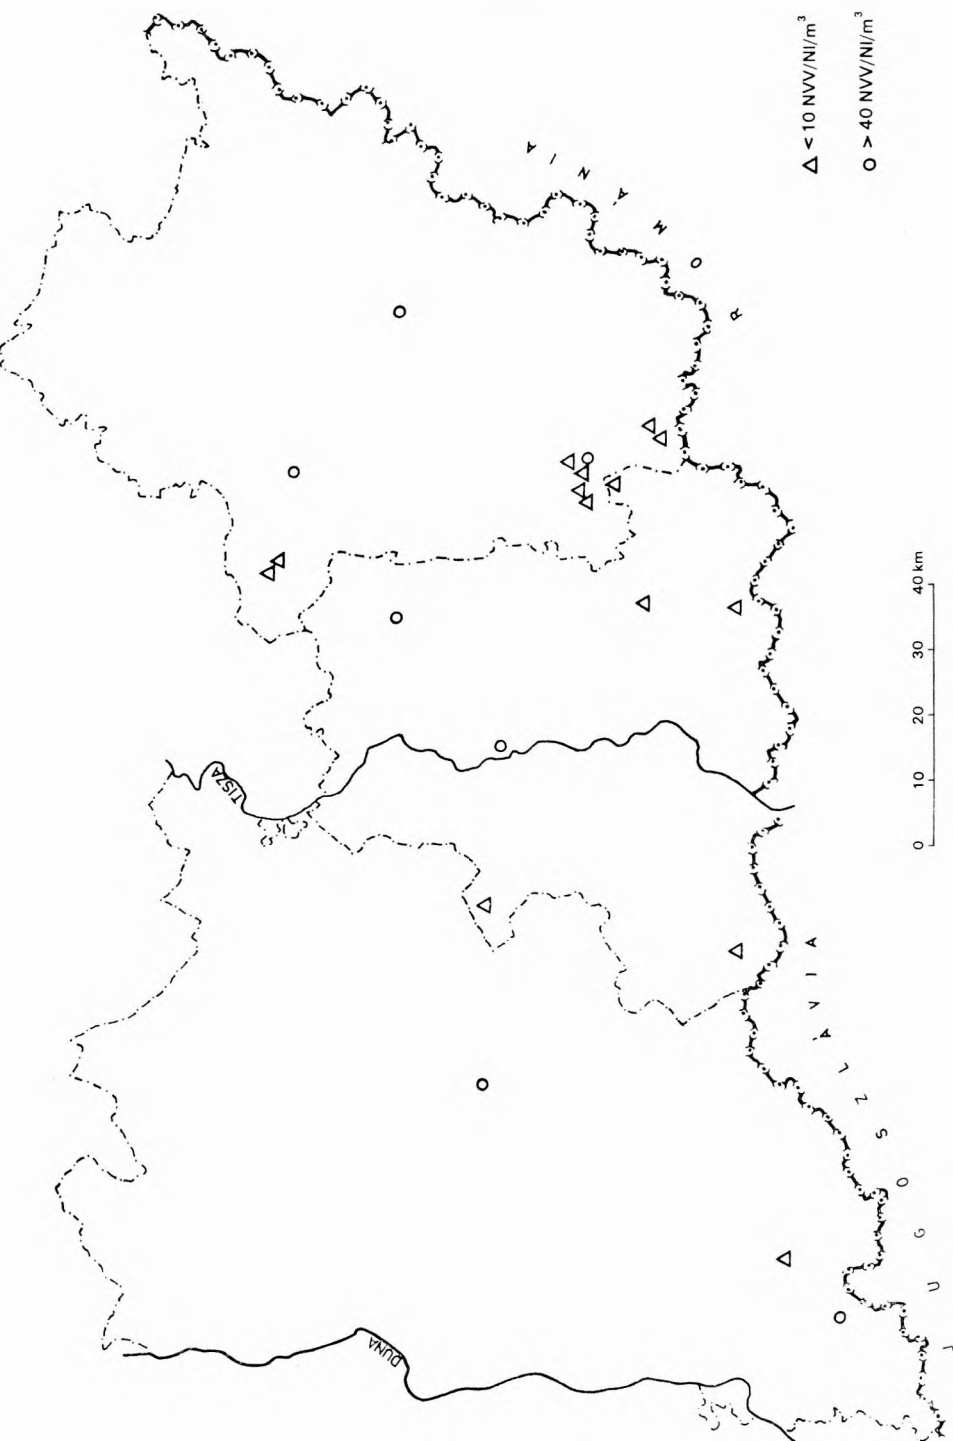 TISZA
DUNA
ROMÁNIA
JUGOSZLÁVIA
△ < 10 NVV/Nl/m³
○ > 40 NVV/Nl/m³
0 10 20 30 40 km